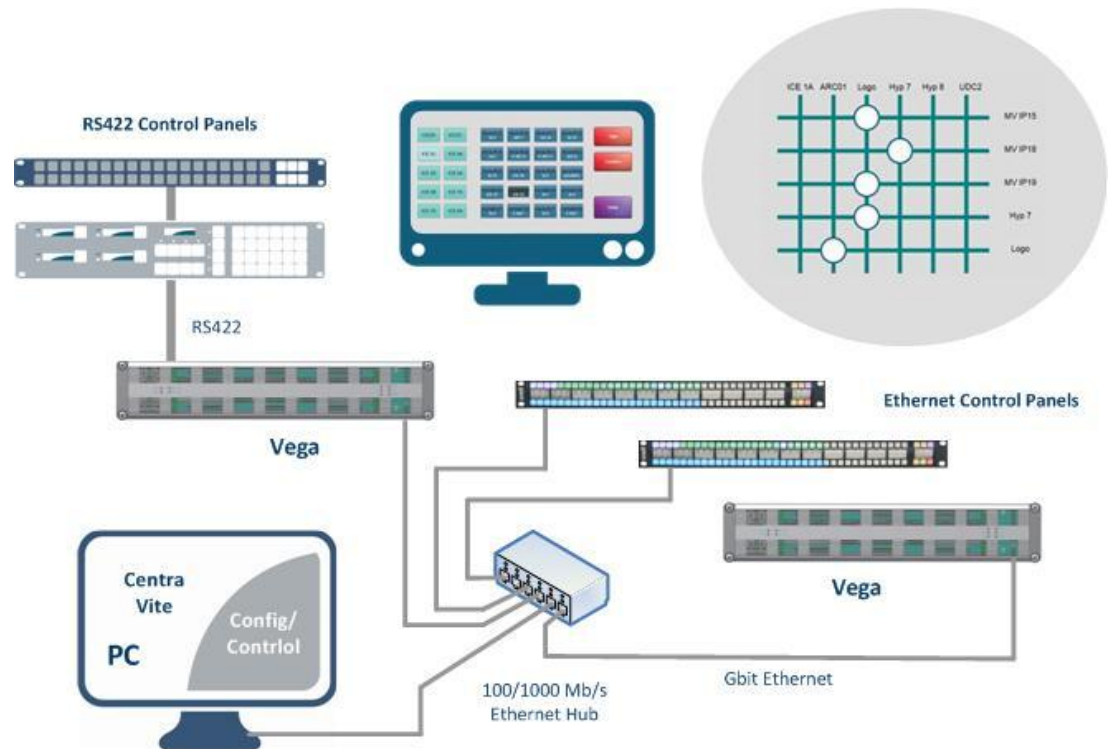 RS422 Control Panels
ICE 1A ARC01 Logo Hyp 7 Hyp 8 UDC2
MV IP15
MV IP18
MV IP19
Hyp 7
Logo
RS422
Vega
Ethernet Control Panels
Vega
Centra
Vite
PC
Config/
Contrlol
100/1000 Mb/s
Ethernet Hub
Gbit Ethernet